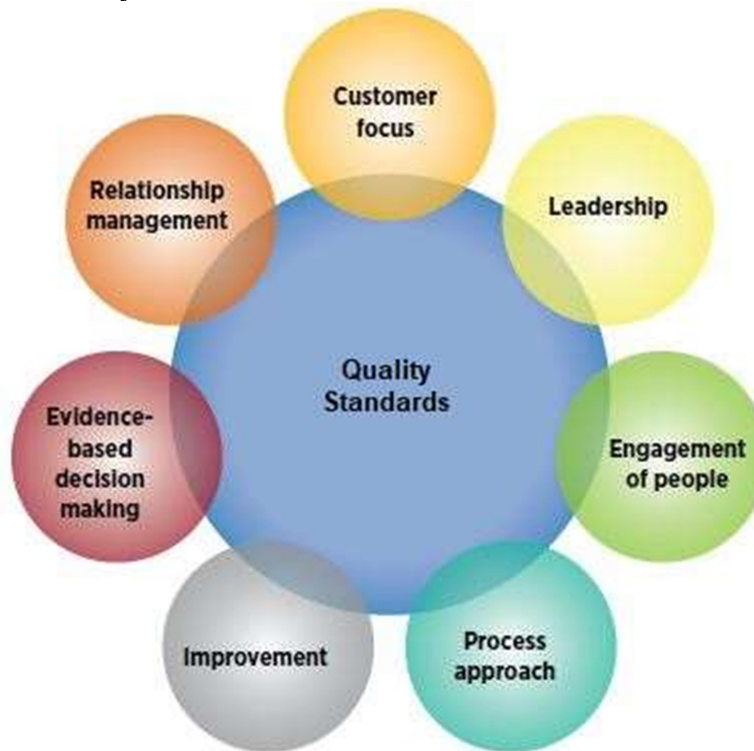 Customer
focus
Leadership
Engagement
of people
Process
approach
Improvement
Evidence-
based
decision
making
Relationship
management
Quality
Standards